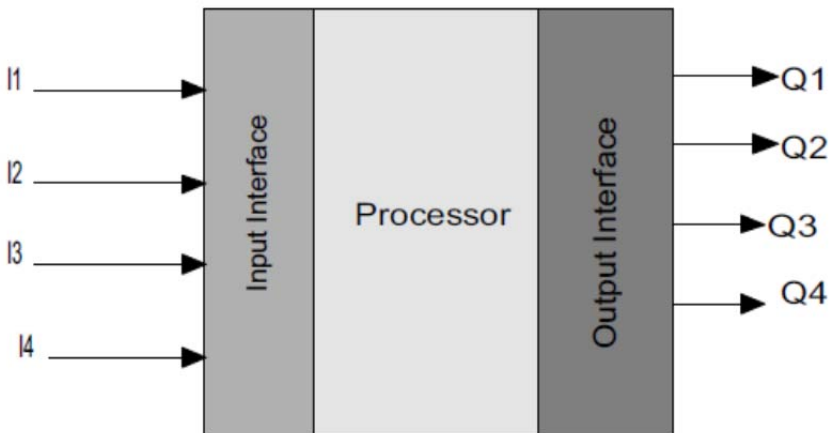 I1
I2
I3
I4
Input Interface
Processor
Output Interface
Q1
Q2
Q3
Q4